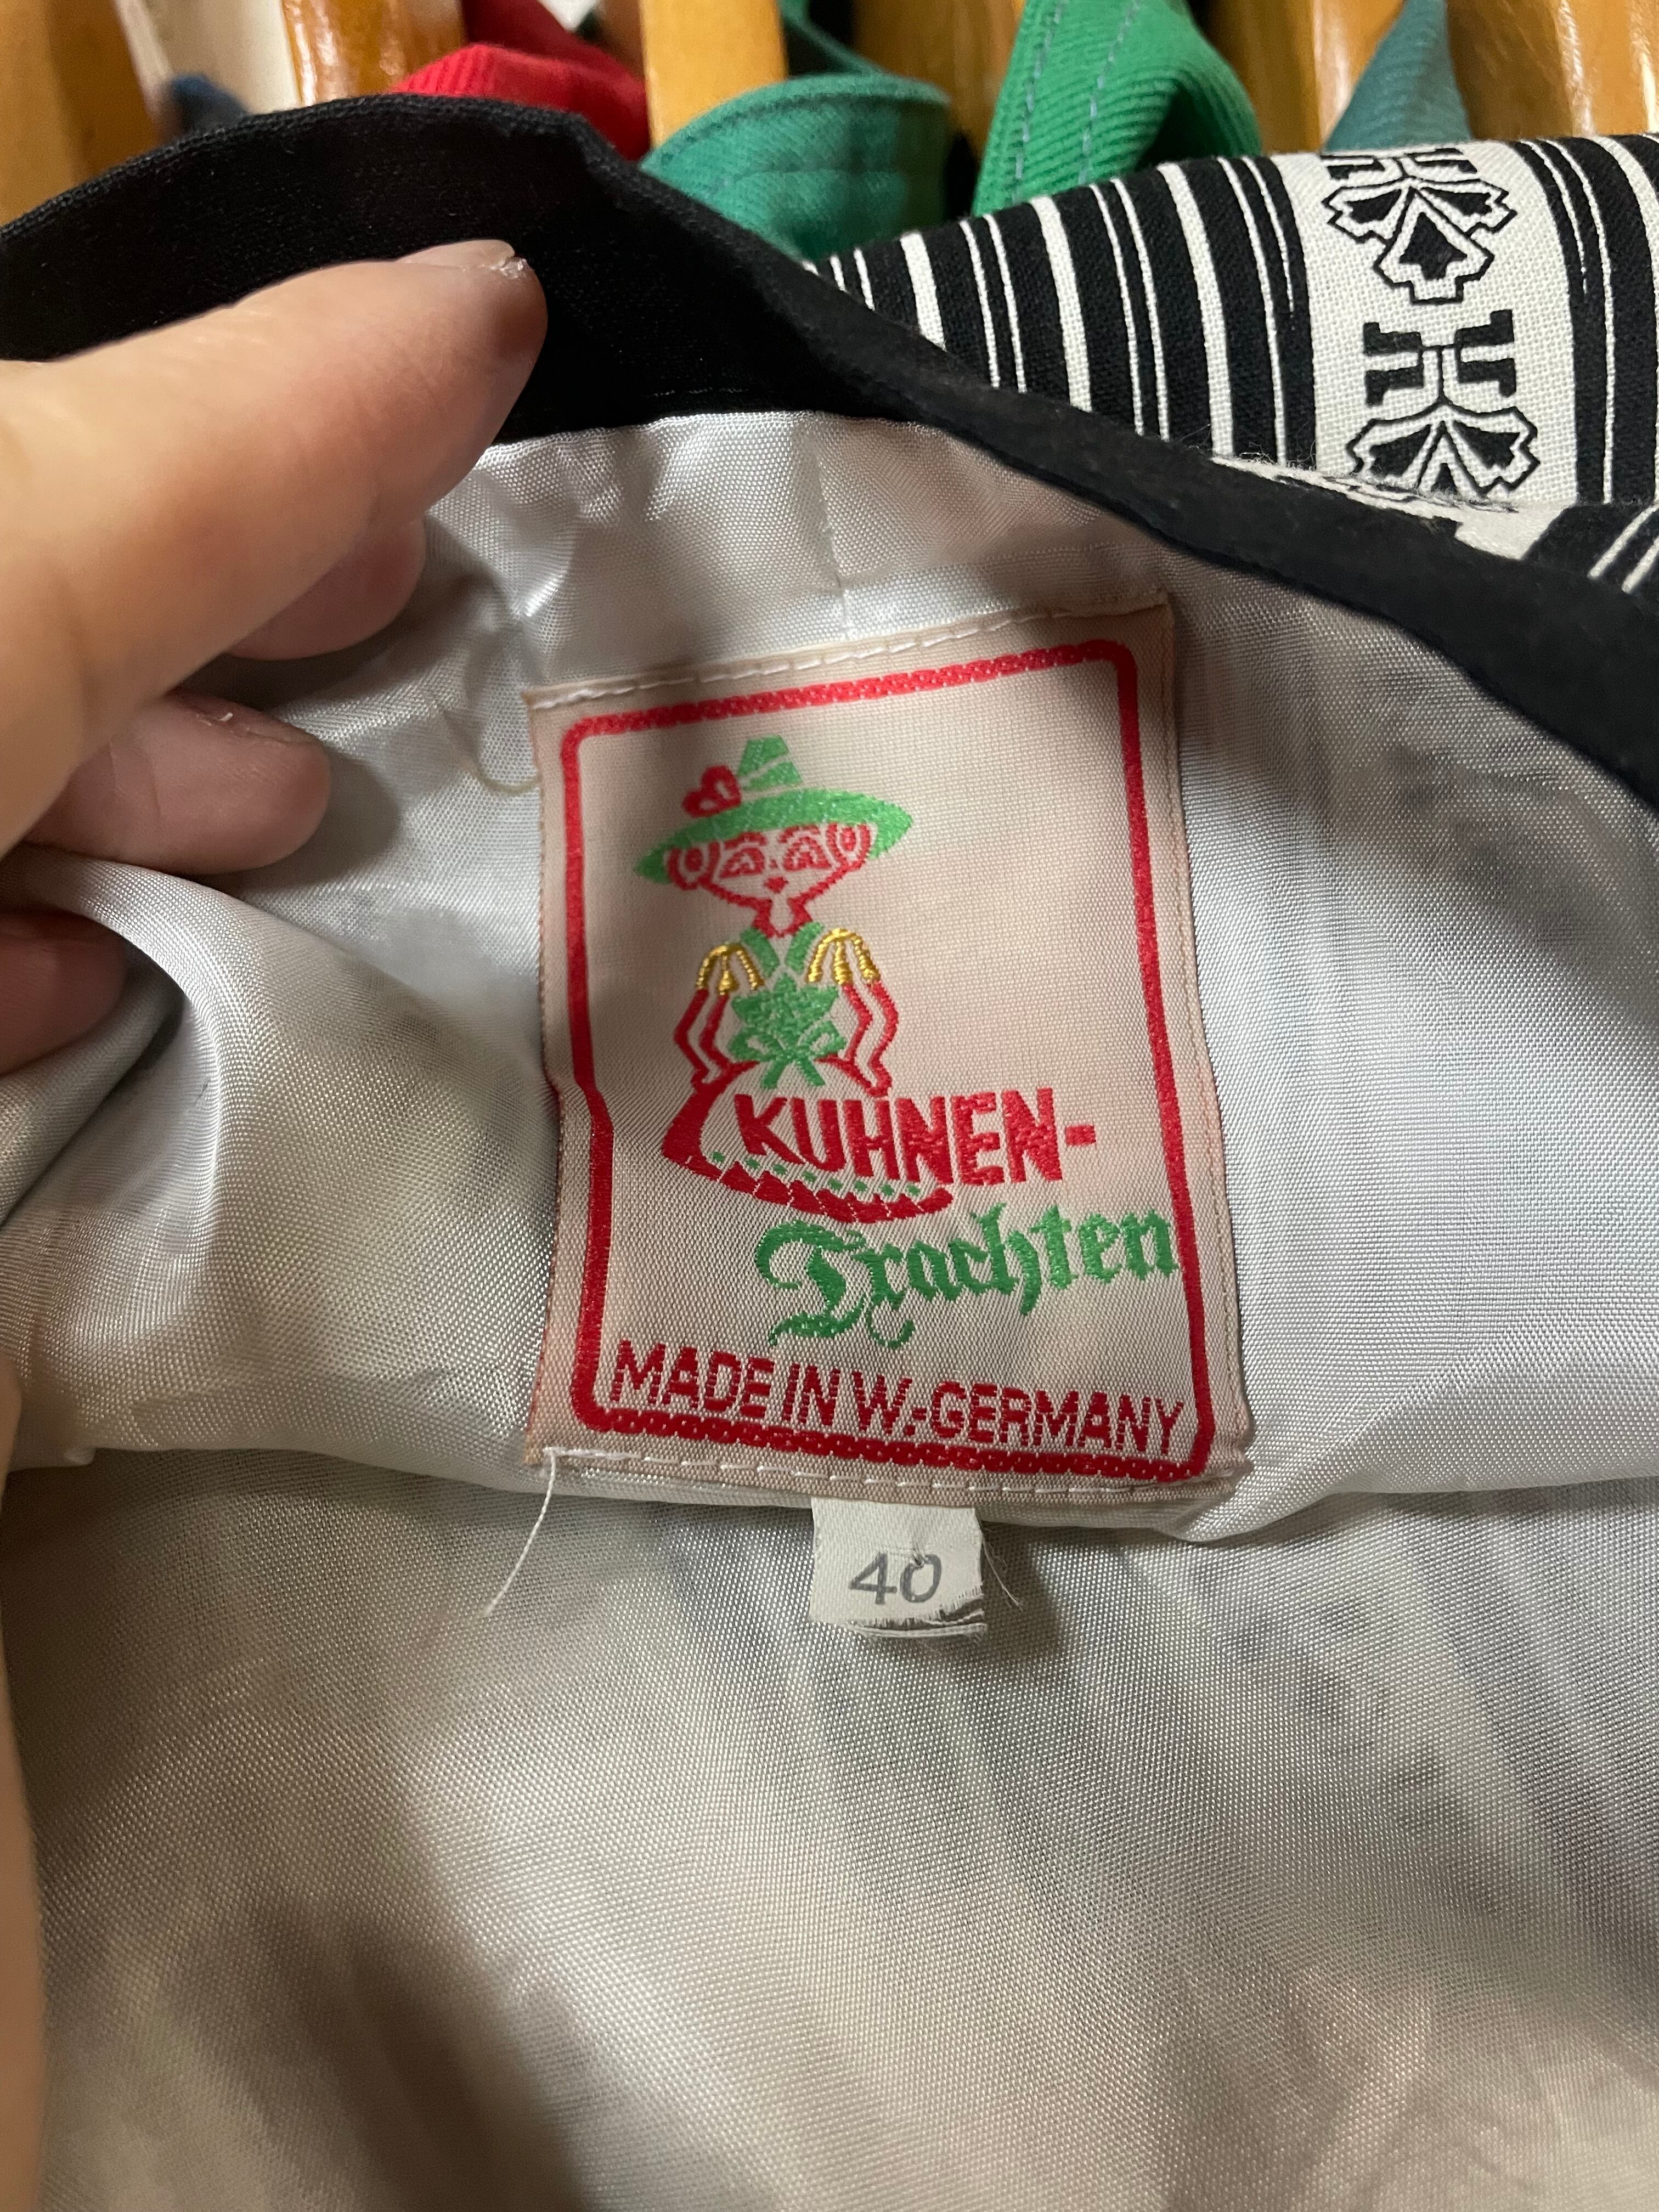 KUHNEN-
Trachten
MADE IN W.-GERMANY
40